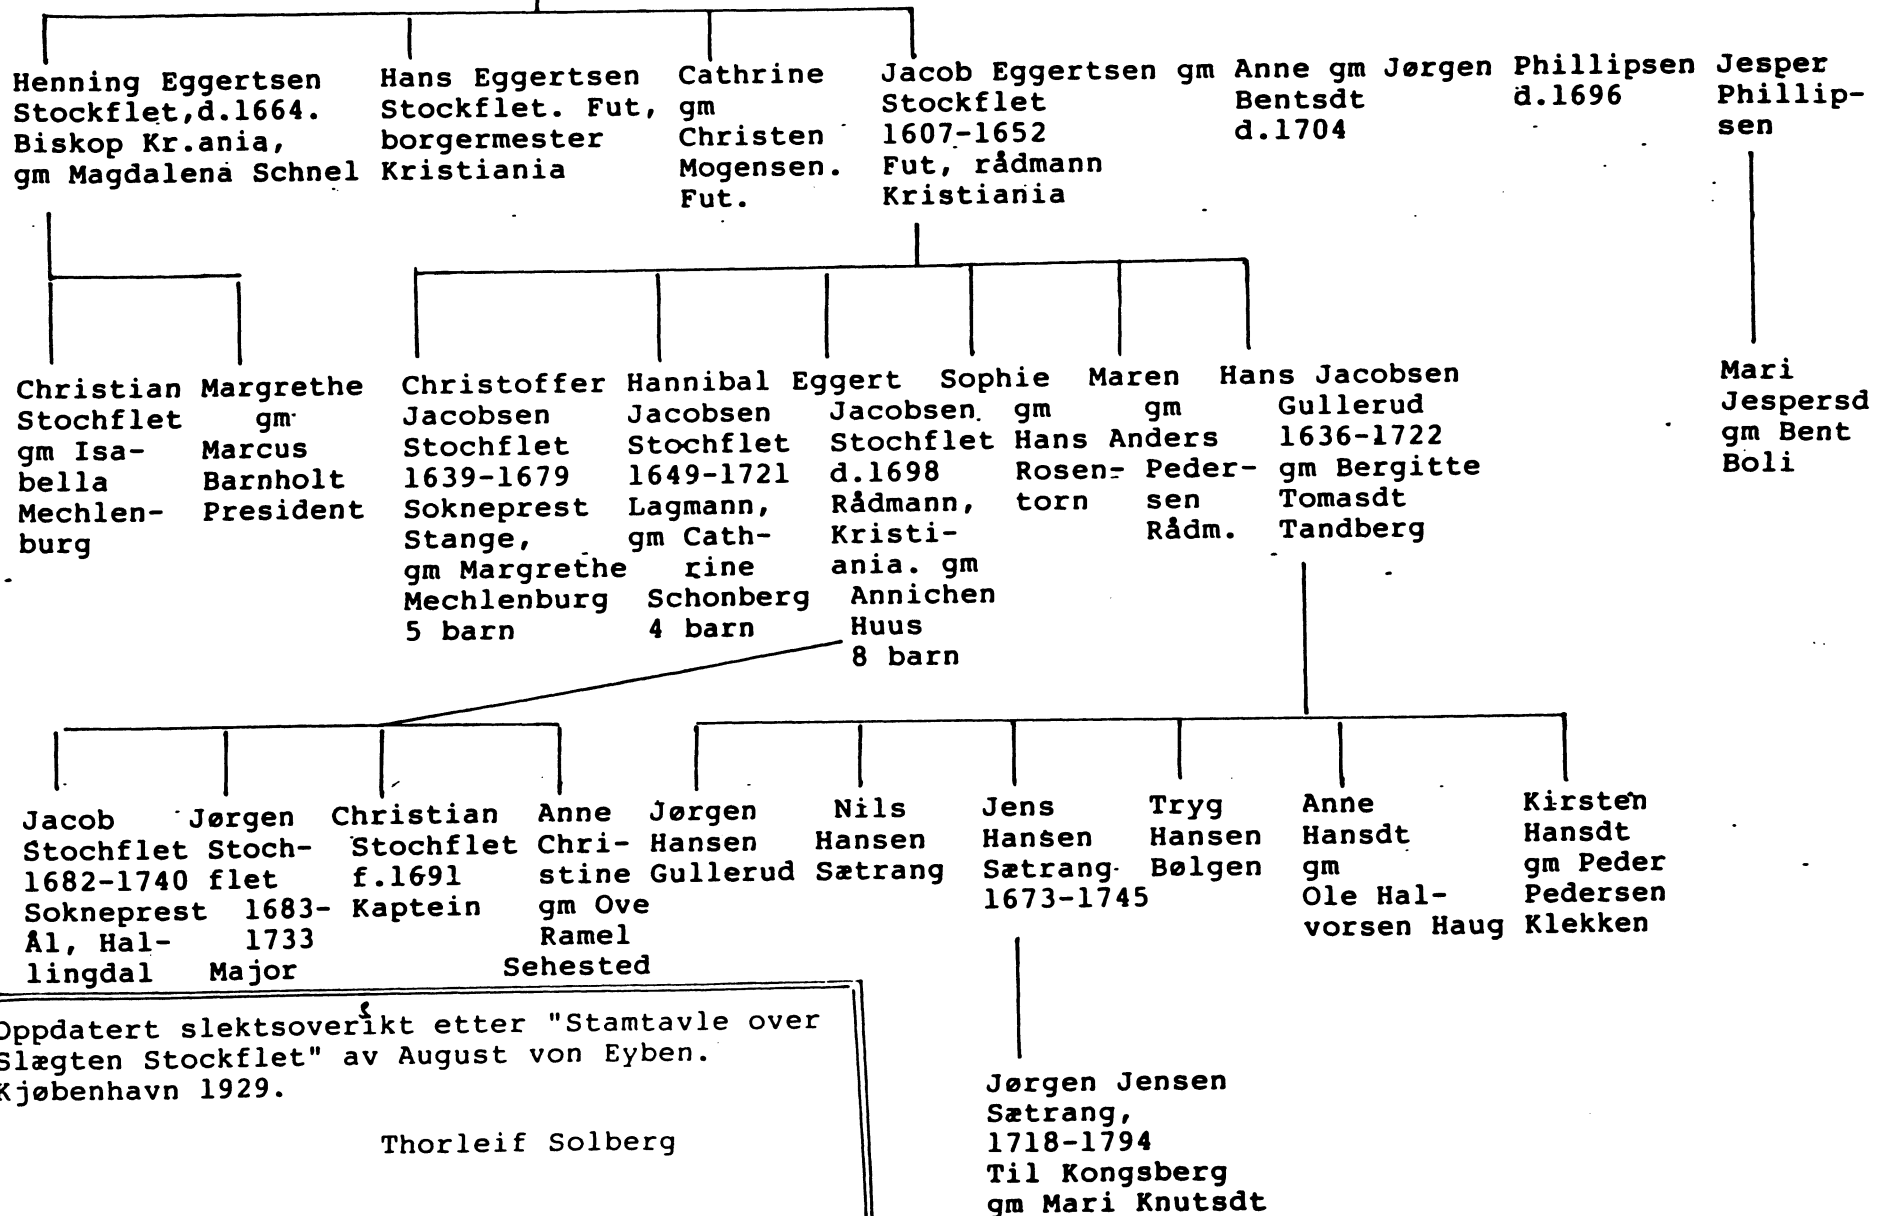 Henning Eggertsen
Stockflet,d.1664.
Biskop Kr.ania,
gm Magdalena Schnel
Hans Eggertsen
Stockflet. Fut,
borgermester
Kristiania
Cathrine
gm
Christen
Mogensen.
Fut.
Jacob Eggertsen gm Anne gm Jørgen Phillipsen
Stockflet
1607-1652
Fut, rådmann
Kristiania
Bentsdt
d.1704
d.1696
Jesper
Phillip-
sen
Christian
Stochflet
gm Isa-
bella
Mechlen-
burg
Margrethe
gm
Marcus
Barnholt
President
Christoffer
Jacobsen
Stochflet
1639-1679
Sokneprest
Stange,
gm Margrethe
Mechlenburg
5 barn
Hannibal
Jacobsen
Stochflet
1649-1721
Lagmann,
gm Cath-
rine
Schonberg
4 barn
Eggert
Jacobsen.
Stochflet
d.1698
Rådmann,
Kristi-
ania. gm
Annichen
Huus
8 barn
Sophie
gm
Hans
Rosen-
torn
Maren
gm
Anders
Peder-
sen
Rådm.
Hans Jacobsen
Gullerud
1636-1722
gm Bergitte
Tomasdt
Tandberg
Mari
Jespersd
gm Bent
Boli
Jacob
Stochflet
1682-1740
Sokneprest
Ål, Hal-
lingdal
Jørgen
Stoch-
flet
1683-
1733
Major
Christian
Stochflet
f.1691
Kaptein
Anne
Chri-
stine
gm Ove
Ramel
Sehested
Jørgen
Hansen
Gullerud
Nils
Hansen
Sætrang
Jens
Hansen
Sætrang
1673-1745
Tryg
Hansen
Bølgen
Anne
Hansdt
gm
Ole Hal-
vorsen Haug
Kirsten
Hansdt
gm Peder
Pedersen
Klekken
Jørgen Jensen
Sætrang,
1718-1794
Til Kongsberg
gm Mari Knutsdt
Oppdatert slektsoversikt etter "Stamtavle over
Slægten Stockflet" av August von Eyben.
Kjøbenhavn 1929.
Thorleif Solberg